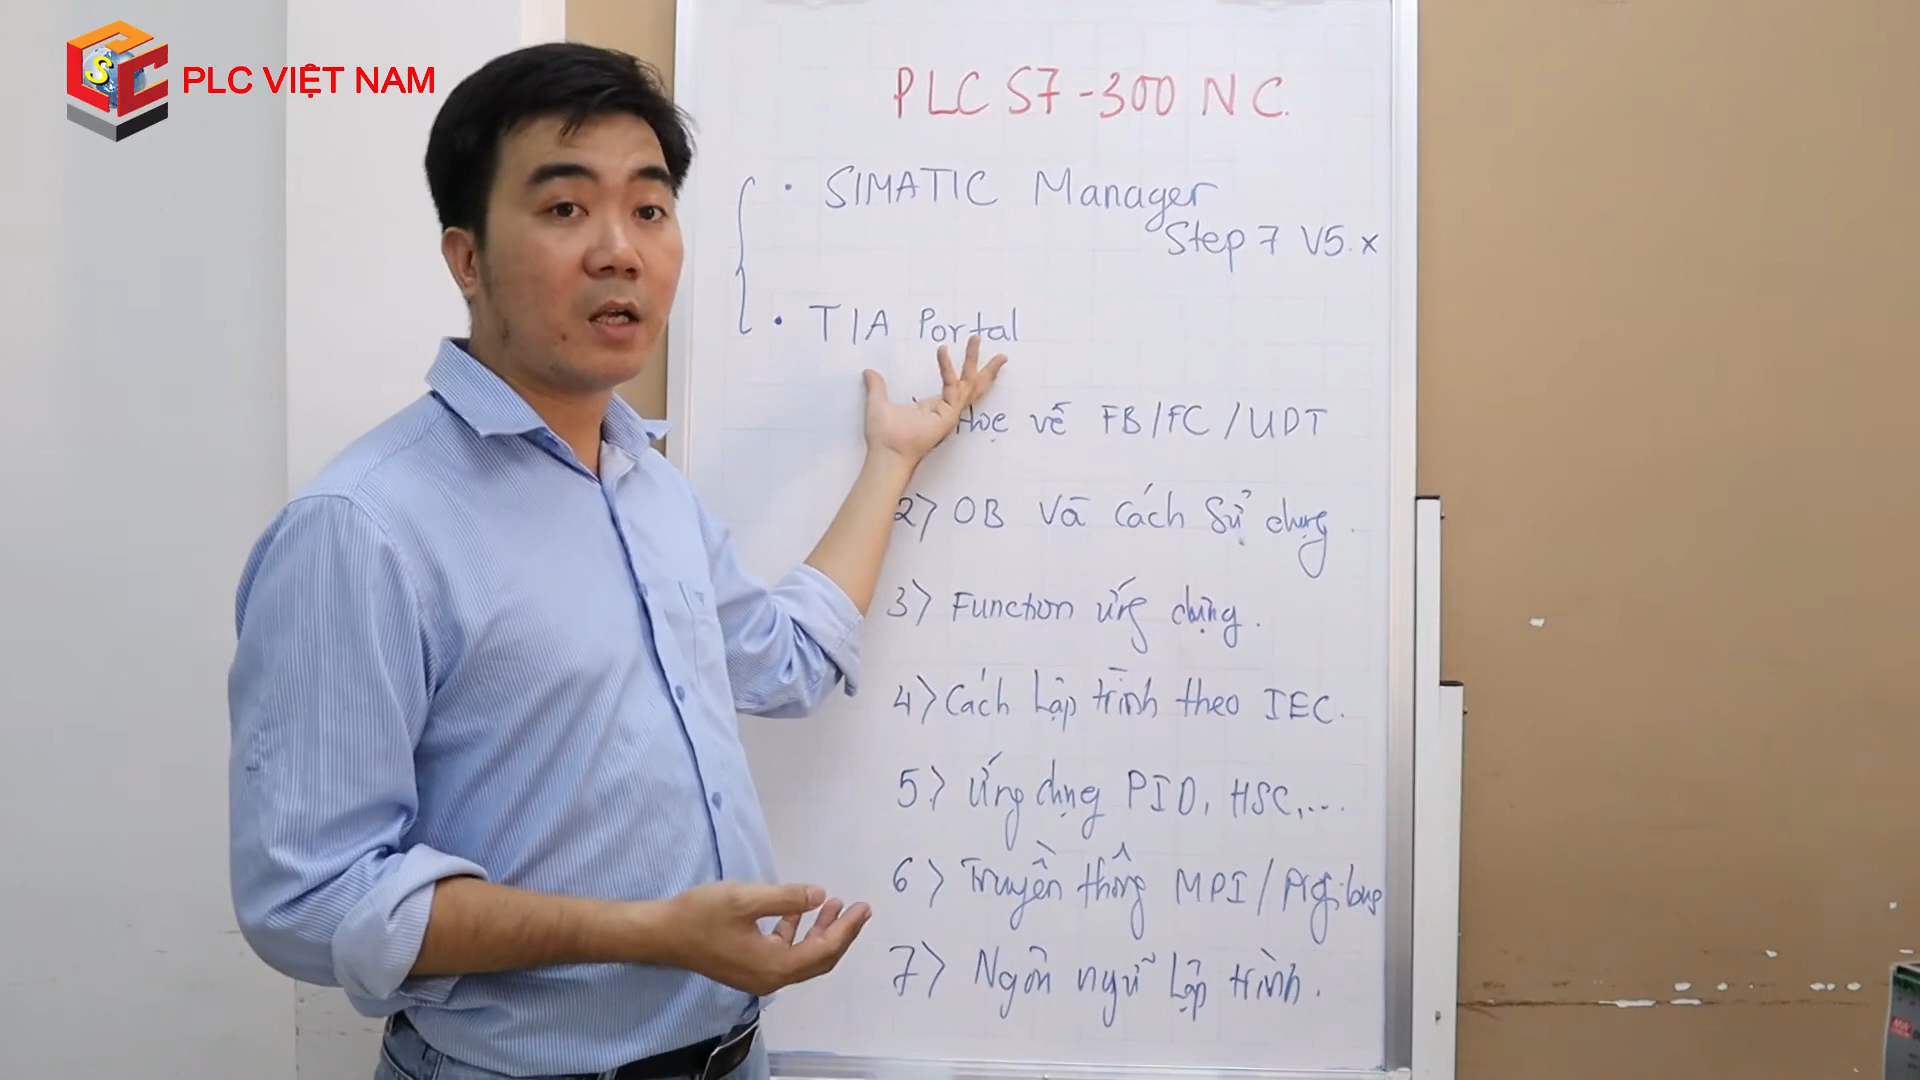 PLC VIỆT NAM
PLC S7-300 NC.
• SIMATIC Manager
Step 7 V5.x
• TIA Portal
Học về FB/FC/UDT
2) OB và cách sử dụng.
3) Function ứng dụng.
4) Cách lập trình theo IEC.
5) Ứng dụng PID, HSC,...
6) Truyền thông MPI/Profibus
7) Ngôn ngữ lập trình.